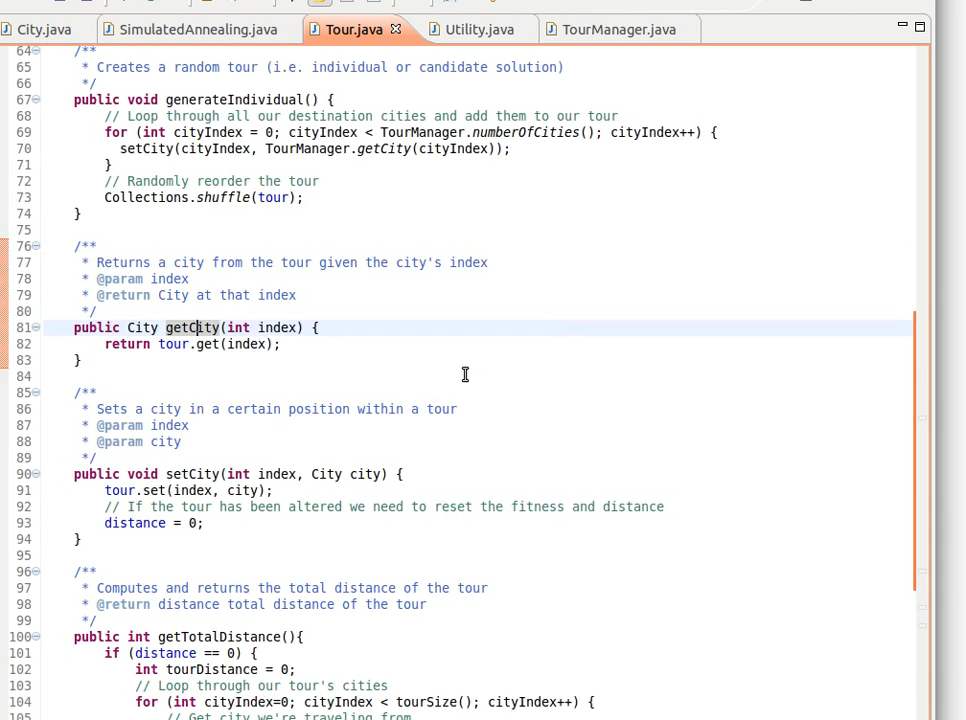 City.java SimulatedAnnealing.java Tour.java Utility.java TourManager.java
64 /**
65 * Creates a random tour (i.e. individual or candidate solution)
66 */
67 public void generateIndividual() {
68 // Loop through all our destination cities and add them to our tour
69 for (int cityIndex = 0; cityIndex < TourManager.numberOfCities(); cityIndex++) {
70 setCity(cityIndex, TourManager.getCity(cityIndex));
71 }
72 // Randomly reorder the tour
73 Collections.shuffle(tour);
74 }
75
76 /**
77 * Returns a city from the tour given the city's index
78 * @param index
79 * @return City at that index
80 */
81 public City getCity(int index) {
82 return tour.get(index);
83 }
84
85 /**
86 * Sets a city in a certain position within a tour
87 * @param index
88 * @param city
89 */
90 public void setCity(int index, City city) {
91 tour.set(index, city);
92 // If the tour has been altered we need to reset the fitness and distance
93 distance = 0;
94 }
95
96 /**
97 * Computes and returns the total distance of the tour
98 * @return distance total distance of the tour
99 */
100 public int getTotalDistance(){
101 if (distance == 0) {
102 int tourDistance = 0;
103 // Loop through our tour's cities
104 for (int cityIndex=0; cityIndex < tourSize(); cityIndex++) {
105 // Get city we're traveling from